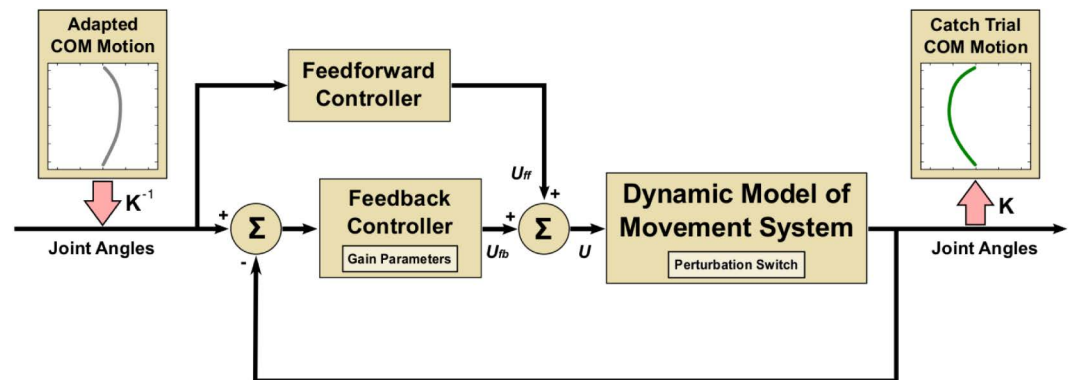 Adapted
COM Motion
K⁻¹
Joint Angles
Feedforward
Controller
+
-
Σ
Feedback
Controller
Gain Parameters
Uff
+
+
Ufb
Σ
U
Dynamic Model of
Movement System
Perturbation Switch
Catch Trial
COM Motion
K
Joint Angles